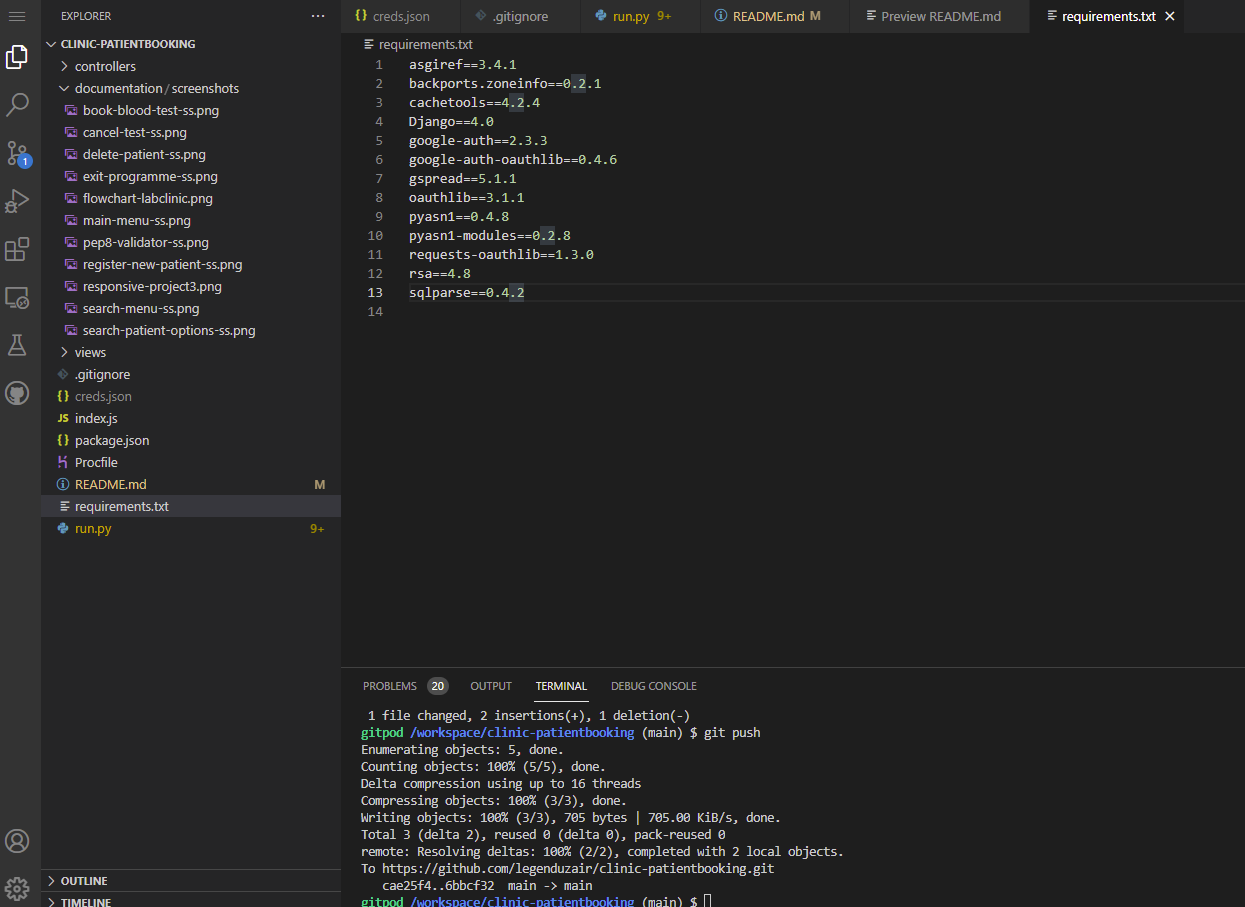 EXPLORER
CLINIC-PATIENTBOOKING
controllers
documentation / screenshots
book-blood-test-ss.png
cancel-test-ss.png
delete-patient-ss.png
exit-programme-ss.png
flowchart-labclinic.png
main-menu-ss.png
pep8-validator-ss.png
register-new-patient-ss.png
responsive-project3.png
search-menu-ss.png
search-patient-options-ss.png
views
.gitignore
{} creds.json
JS index.js
{} package.json
Procfile
README.md M
requirements.txt
run.py 9+
OUTLINE
TIMELINE
1
{} creds.json .gitignore run.py 9+ README.md M Preview README.md requirements.txt
requirements.txt
1 asgiref==3.4.1
2 backports.zoneinfo==0.2.1
3 cachetools==4.2.4
4 Django==4.0
5 google-auth==2.3.3
6 google-auth-oauthlib==0.4.6
7 gspread==5.1.1
8 oauthlib==3.1.1
9 pyasn1==0.4.8
10 pyasn1-modules==0.2.8
11 requests-oauthlib==1.3.0
12 rsa==4.8
13 sqlparse==0.4.2
14
PROBLEMS 20 OUTPUT TERMINAL DEBUG CONSOLE
1 file changed, 2 insertions(+), 1 deletion(-)
gitpod /workspace/clinic-patientbooking (main) $ git push
Enumerating objects: 5, done.
Counting objects: 100% (5/5), done.
Delta compression using up to 16 threads
Compressing objects: 100% (3/3), done.
Writing objects: 100% (3/3), 705 bytes | 705.00 KiB/s, done.
Total 3 (delta 2), reused 0 (delta 0), pack-reused 0
remote: Resolving deltas: 100% (2/2), completed with 2 local objects.
To https://github.com/legenduzair/clinic-patientbooking.git
cae25f4..6bbcf32 main -> main
gitpod /workspace/clinic-patientbooking (main) $